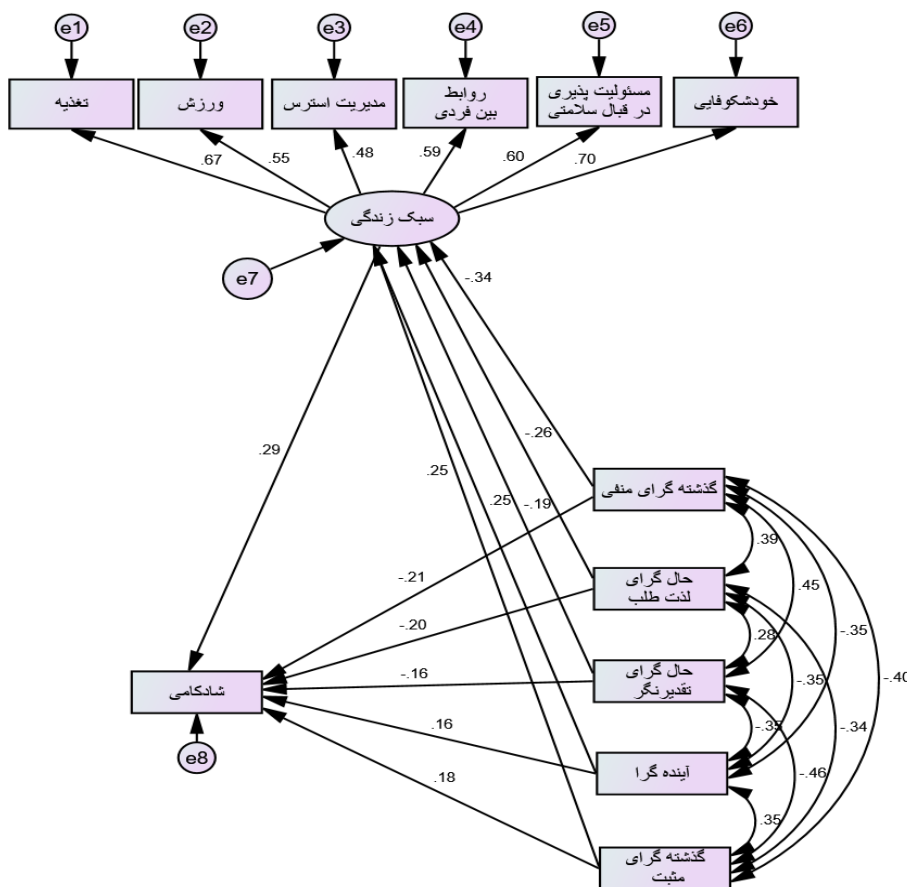 e1
e2
e3
e4
e5
e6
تغذیه
ورزش
مدیریت استرس
روابط
بین فردی
مسئولیت پذیری
در قبال سلامتی
خودشکوفایی
.67
.55
.48
.59
.60
.70
سبک زندگی
e7
-.34
-.26
-.19
.25
.25
.29
گذشته گرای منفی
.39
.45
-.21
حال گرای
لذت طلب
-.20
.28
-.35
-.35
-.40
شادکامی
-.16
حال گرای
تقدیرنگر
-.35
-.34
e8
.16
آینده گرا
-.46
.18
.35
گذشته گرای
مثبت